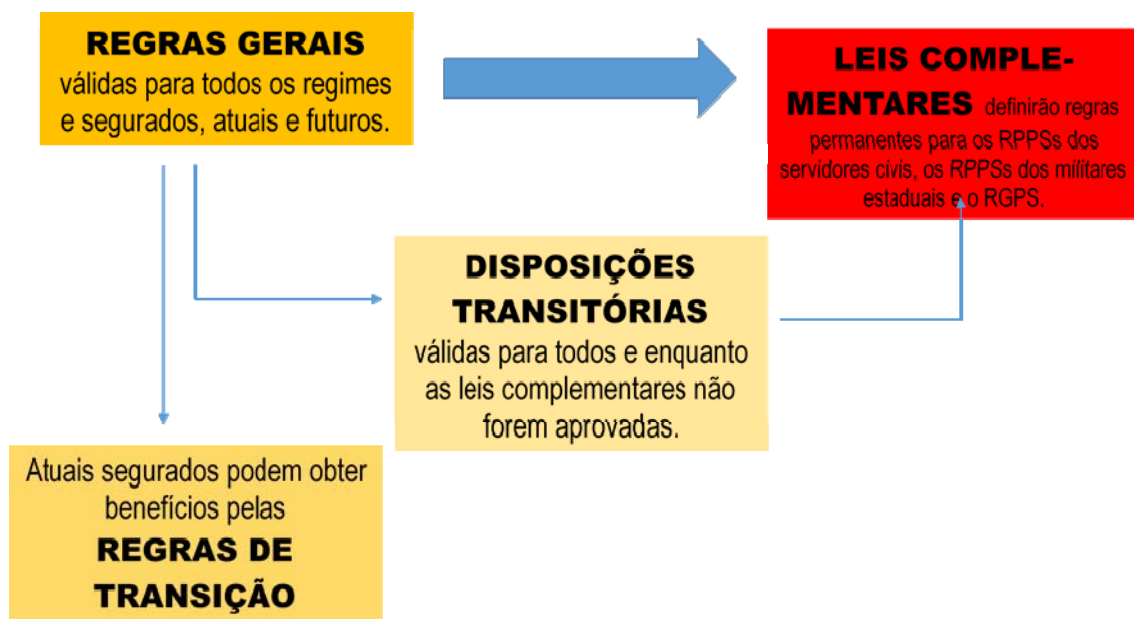 REGRAS GERAIS
válidas para todos os regimes
e segurados, atuais e futuros.
LEIS COMPLE-
MENTARES definirão regras
permanentes para os RPPSs dos
servidores civis, os RPPSs dos militares
estaduais e o RGPS.
DISPOSIÇÕES
TRANSITÓRIAS
válidas para todos e enquanto
as leis complementares não
forem aprovadas.
Atuais segurados podem obter
benefícios pelas
REGRAS DE
TRANSIÇÃO